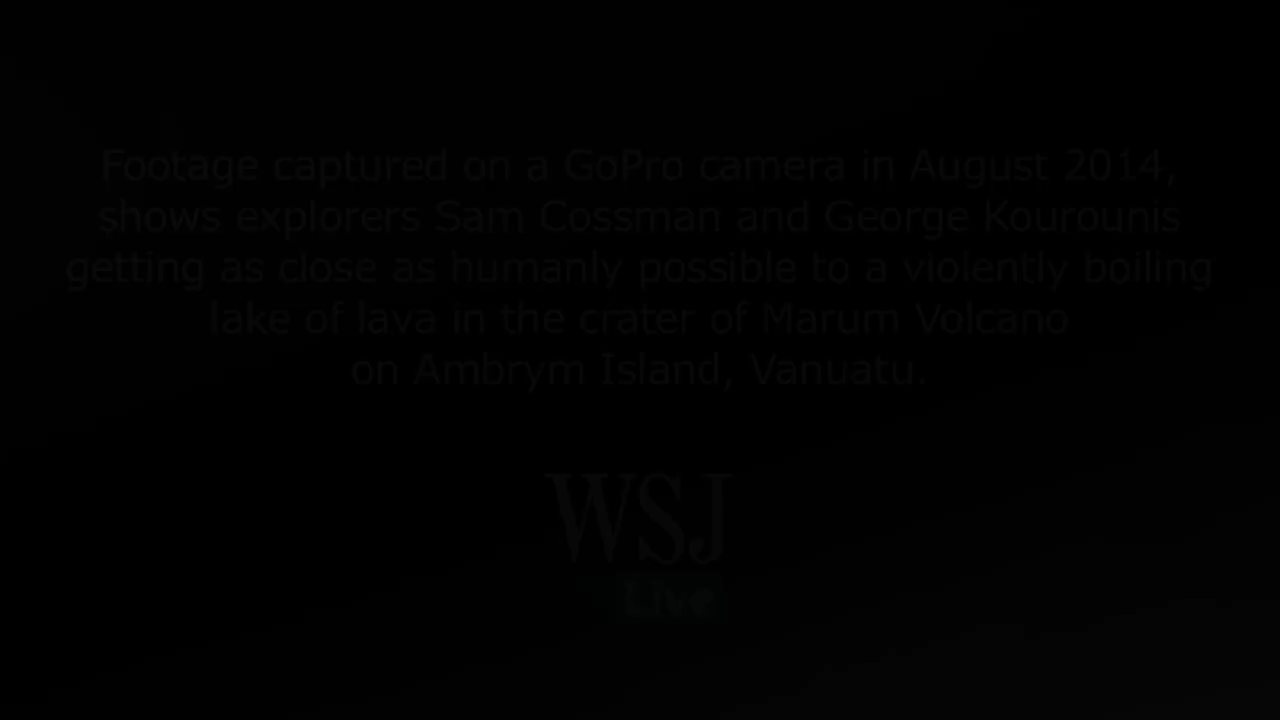 Footage captured on a GoPro camera in August 2014,
shows explorers Sam Cossman and George Kourounis
getting as close as humanly possible to a violently boiling
lake of lava in the crater of Marum Volcano
on Ambrym Island, Vanuatu.
WSJ
Live